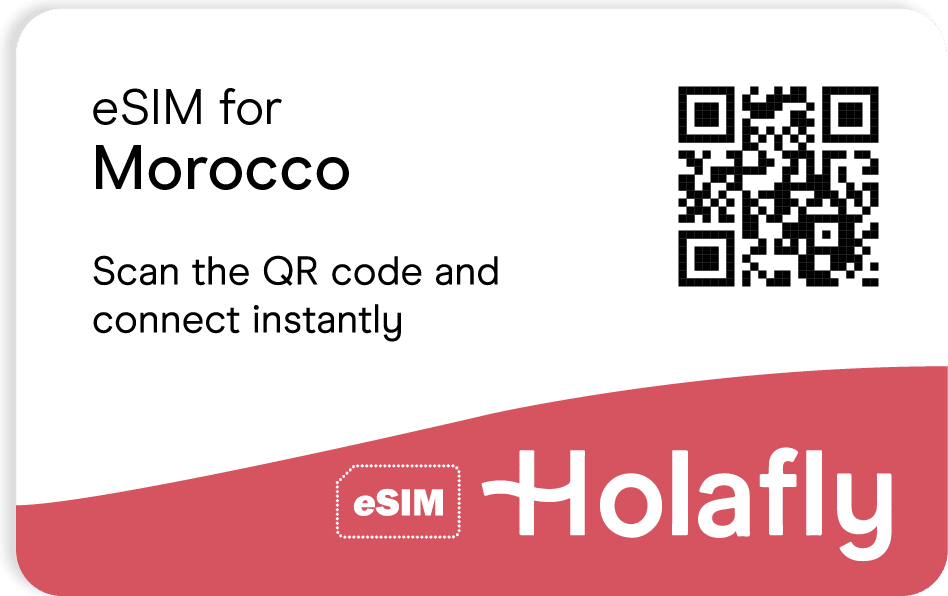 eSIM for
Morocco
Scan the QR code and
connect instantly
eSIM
Holafly